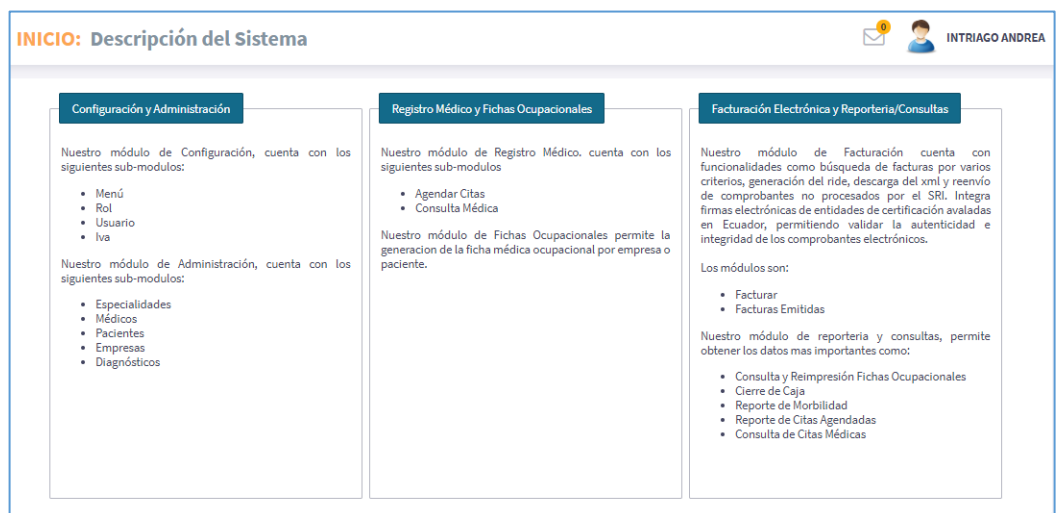 INICIO: Descripción del Sistema
0
INTRIAGO ANDREA
Configuración y Administración
Nuestro módulo de Configuración, cuenta con los
siguientes sub-modulos:
• Menú
• Rol
• Usuario
• Iva
Nuestro módulo de Administración, cuenta con los
siguientes sub-modulos:
• Especialidades
• Médicos
• Pacientes
• Empresas
• Diagnósticos
Registro Médico y Fichas Ocupacionales
Nuestro módulo de Registro Médico. cuenta con los
siguientes sub-modulos
• Agendar Citas
• Consulta Médica
Nuestro módulo de Fichas Ocupacionales permite la
generacion de la ficha médica ocupacional por empresa o
paciente.
Facturación Electrónica y Reporteria/Consultas
Nuestro módulo de Facturación cuenta con
funcionalidades como búsqueda de facturas por varios
criterios, generación del ride, descarga del xml y reenvío
de comprobantes no procesados por el SRI. Integra
firmas electrónicas de entidades de certificación avaladas
en Ecuador, permitiendo validar la autenticidad e
integridad de los comprobantes electrónicos.
Los módulos son:
• Facturar
• Facturas Emitidas
Nuestro módulo de reporteria y consultas, permite
obtener los datos mas importantes como:
• Consulta y Reimpresión Fichas Ocupacionales
• Cierre de Caja
• Reporte de Morbilidad
• Reporte de Citas Agendadas
• Consulta de Citas Médicas